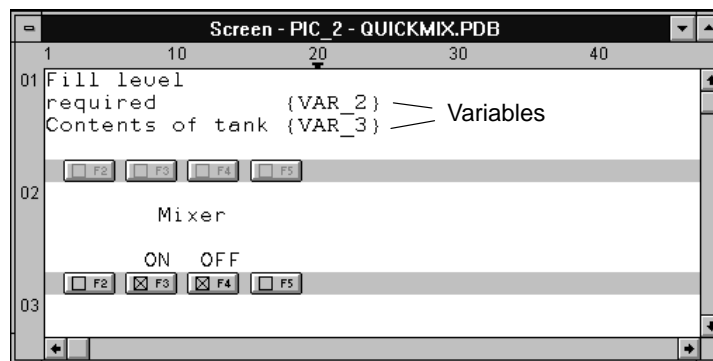 Screen - PIC_2 - QUICKMIX.PDB
1 10 20 30 40
01 Fill level
required {VAR_2}
Contents of tank {VAR_3}
Variables
F2 F3 F4 F5
02
Mixer
ON OFF
F2 F3 F4 F5
03